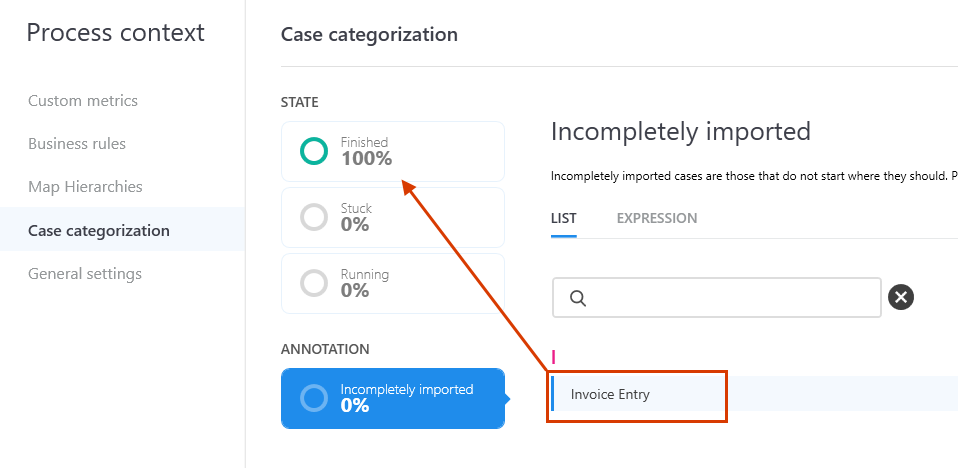 Process context
Custom metrics
Business rules
Map Hierarchies
Case categorization
General settings
Case categorization
STATE
Finished
100%
Stuck
0%
Running
0%
ANNOTATION
Incompletely imported
0%
Incompletely imported
Incompletely imported cases are those that do not start where they should. P
LIST
EXPRESSION
Invoice Entry